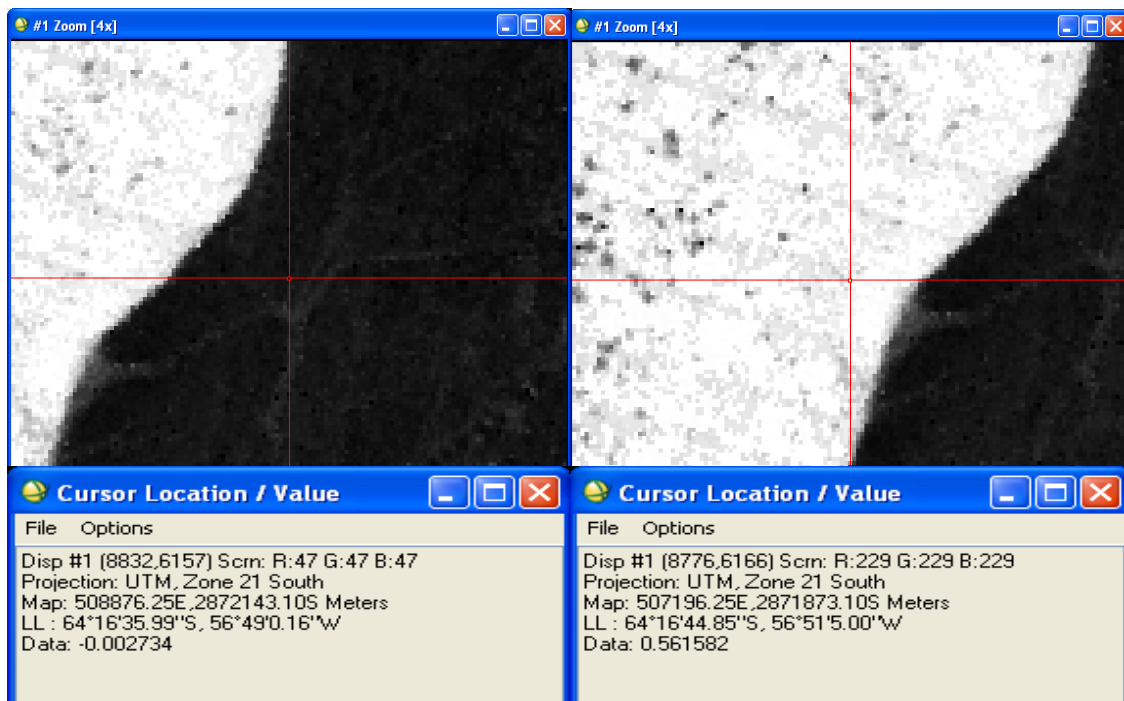 #1 Zoom [4x]
#1 Zoom [4x]
Cursor Location / Value
File Options
Disp #1 (8832,6157) Scrn: R:47 G:47 B:47
Projection: UTM, Zone 21 South
Map: 508876.25E,2872143.10S Meters
LL : 64°16'35.99"S, 56°49'0.16"W
Data: -0.002734
Cursor Location / Value
File Options
Disp #1 (8776,6166) Scrn: R:229 G:229 B:229
Projection: UTM, Zone 21 South
Map: 507196.25E,2871873.10S Meters
LL : 64°16'44.85"S, 56°51'5.00"W
Data: 0.561582